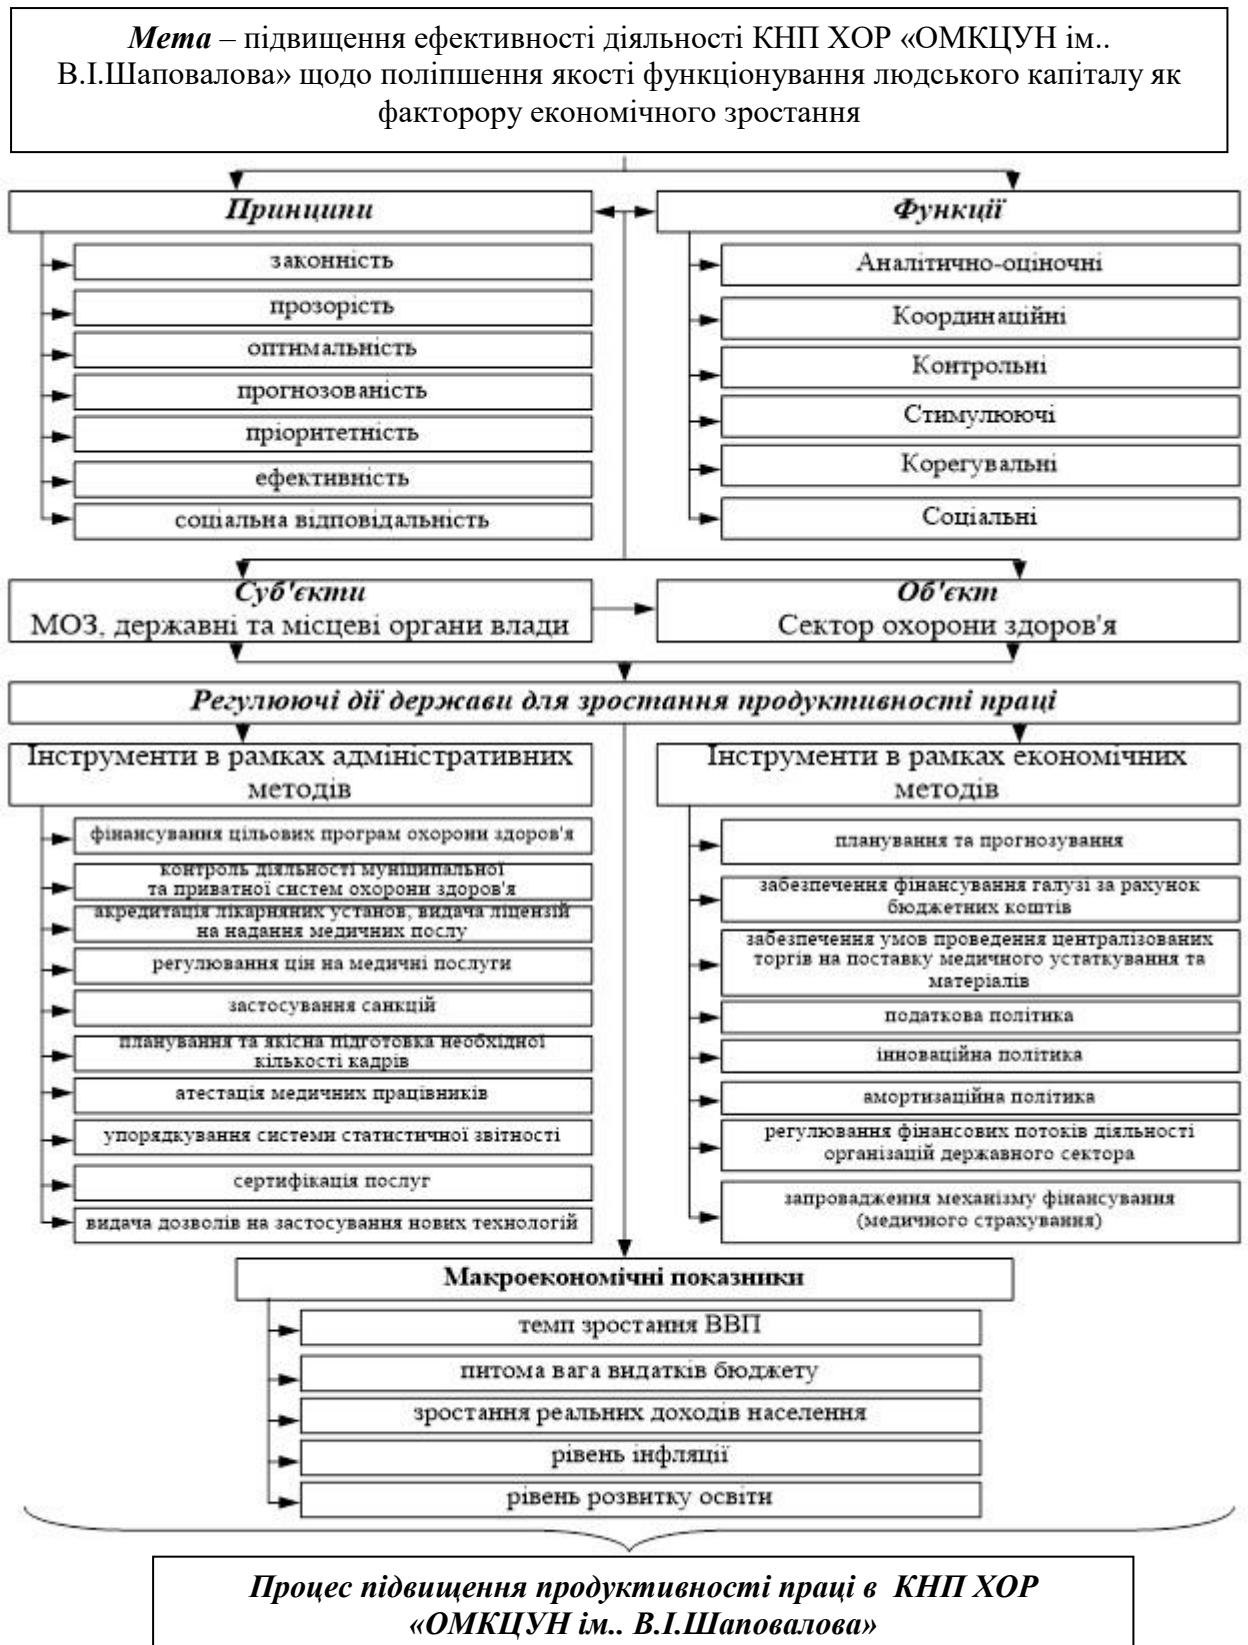 Мета – підвищення ефективності діяльності КНП ХОР «ОМКЦУН ім..
В.І.Шаповалова» щодо поліпшення якості функціонування людського капіталу як
факторору економічного зростання
Принципи
законність
прозорість
оптимальність
прогнозованість
пріоритетність
ефективність
соціальна відповідальність
Функції
Аналітично-оціночні
Координаційні
Контрольні
Стимулюючі
Корегувальні
Соціальні
Суб'єкти
МОЗ, державні та місцеві органи влади
Об'єкт
Сектор охорони здоров'я
Регулюючі дії держави для зростання продуктивності праці
Інструменти в рамках адміністративних
методів
фінансування цільових програм охорони здоров'я
контроль діяльності муніципальної
та приватної систем охорони здоров'я
акредитація лікарняних установ, видача ліцензій
на надання медичних послу
регулювання цін на медичні послуги
застосування санкцій
планування та якісна підготовка необхідної
кількості кадрів
атестація медичних працівників
упорядкування системи статистичної звітності
сертифікація послуг
видача дозволів на застосування нових технологій
Інструменти в рамках економічних
методів
планування та прогнозування
забезпечення фінансування галузі за рахунок
бюджетних коштів
забезпечення умов проведення централізованих
торгів на поставку медичного устаткування та
матеріалів
податкова політика
інноваційна політика
амортизаційна політика
регулювання фінансових потоків діяльності
організацій державного сектора
запровадження механізму фінансування
(медичного страхування)
Макроекономічні показники
темп зростання ВВП
питома вага видатків бюджету
зростання реальних доходів населення
рівень інфляції
рівень розвитку освіти
Процес підвищення продуктивності праці в КНП ХОР
«ОМКЦУН ім.. В.І.Шаповалова»